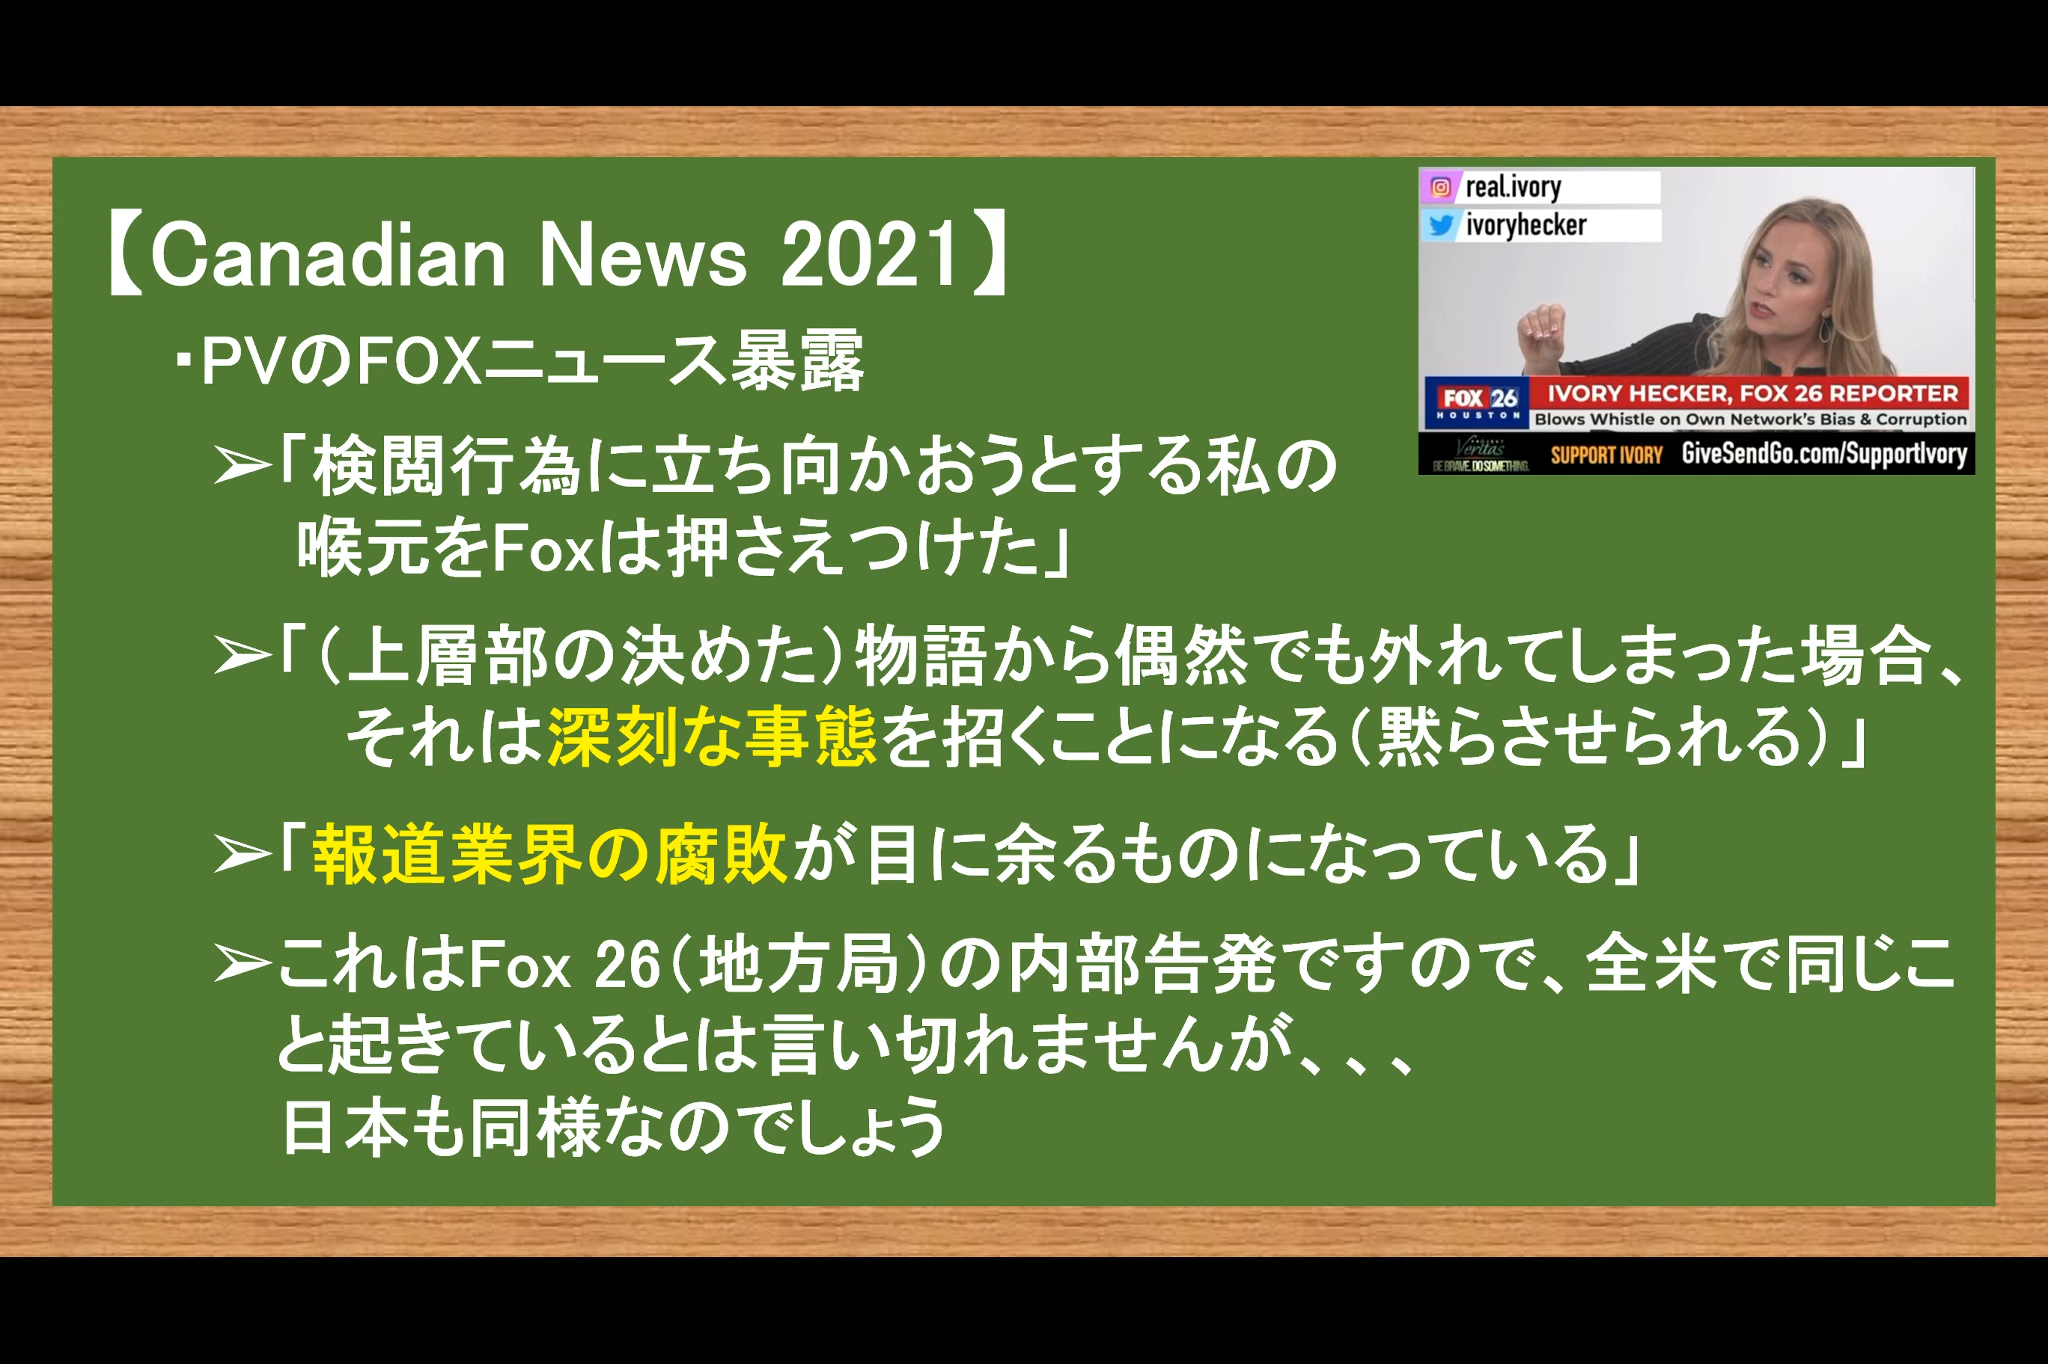 【Canadian News 2021】
real.ivory
ivoryhecker
FOX 26
HOUSTON
IVORY HECKER, FOX 26 REPORTER
Blows Whistle on Own Network's Bias & Corruption
PROJECT
Veritas
BE BRAVE. DO SOMETHING.
SUPPORT IVORY GiveSendGo.com/SupportIvory
・PVのFOXニュース暴露
➢「検閲行為に立ち向かおうとする私の
喉元をFoxは押さえつけた」
➢「（上層部の決めた）物語から偶然でも外れてしまった場合、
それは深刻な事態を招くことになる（黙らさせられる）」
➢「報道業界の腐敗が目に余るものになっている」
➢これはFox 26（地方局）の内部告発ですので、全米で同じこ
と起きているとは言い切れませんが、、、
日本も同様なのでしょう